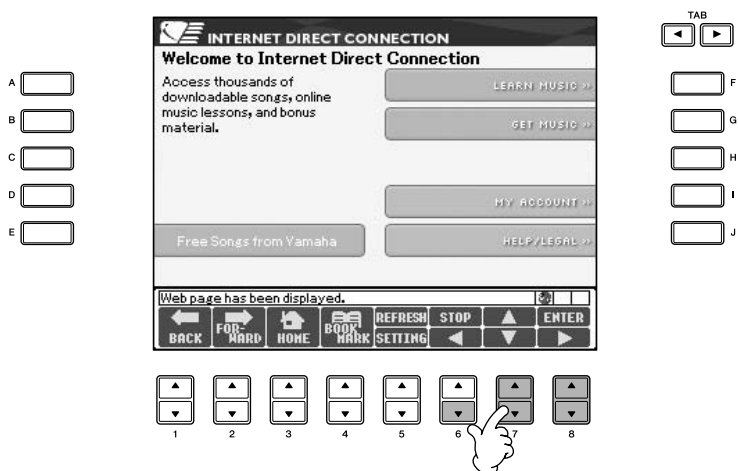 TAB
INTERNET DIRECT CONNECTION
Welcome to Internet Direct Connection
Access thousands of
downloadable songs, online
music lessons, and bonus
material.
LEARN MUSIC »
GET MUSIC »
MY ACCOUNT »
Free Songs from Yamaha
HELP/LEGAL »
A
B
C
D
E
F
G
H
I
J
Web page has been displayed.
BACK
FOR-
WARD
HOME
BOOK
MARK
REFRESH
SETTING
STOP
ENTER
1 2 3 4 5 6 7 8